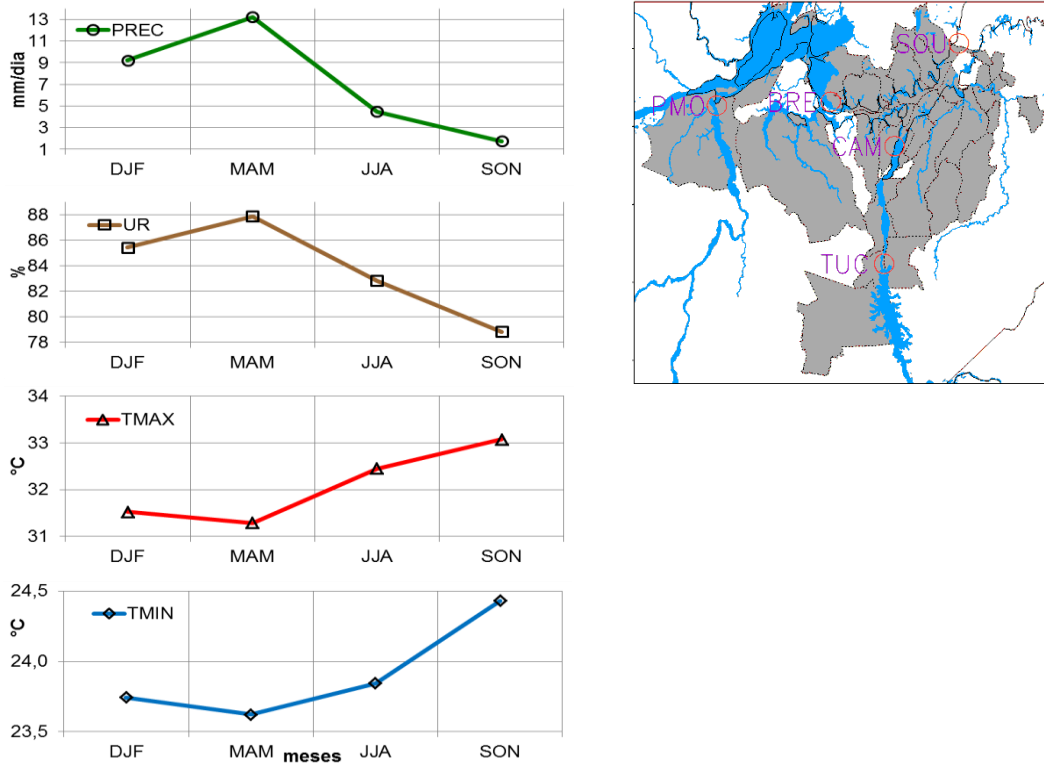 mm/dia
13
11
9
7
5
3
1
PREC
DJF MAM JJA SON
%
88
86
84
82
80
78
UR
DJF MAM JJA SON
°C
34
33
32
31
TMAX
DJF MAM JJA SON
°C
24,5
24,0
23,5
TMIN
DJF MAM meses JJA SON
SOU
PMO BRE
CAM
TUC